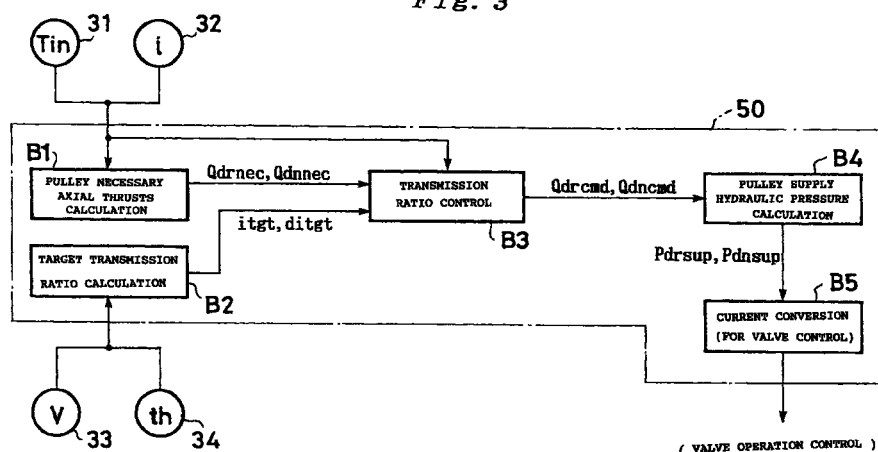 Fig. 3
31
32
Tin
i
50
B1
PULLEY NECESSARY
AXIAL THRUSTS
CALCULATION
Qdrnec, Qdnnec
TRANSMISSION
RATIO CONTROL
B3
Qdrcmd, Qdncmd
B4
PULLEY SUPPLY
HYDRAULIC PRESSURE
CALCULATION
itgt, ditgt
TARGET TRANSMISSION
RATIO CALCULATION
B2
Pdrsup, Pdnsup
B5
CURRENT CONVERSION
(FOR VALVE CONTROL)
V
th
33
34
( VALVE OPERATION CONTROL )